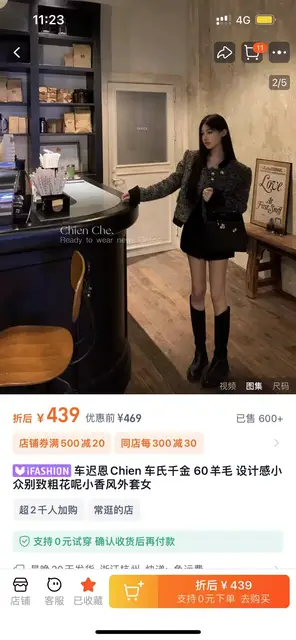 11:23
4G
11
2/5
PRIVATE
Love
At
First Sniff
Chien Che.
Ready to wear new
视频 图集 尺码
折后 ¥439 优惠前 ¥469 已售 600+
店铺券满500减20 同店每300减30
iFASHION 车迟恩Chien 车氏千金 60羊毛 设计感小
众别致粗花呢小香风外套女
超2千人加购 常逛的店
支持0元试穿 确认收货后再付款
店铺 客服 已收藏
折后 ¥439
支持0元下单 去购买